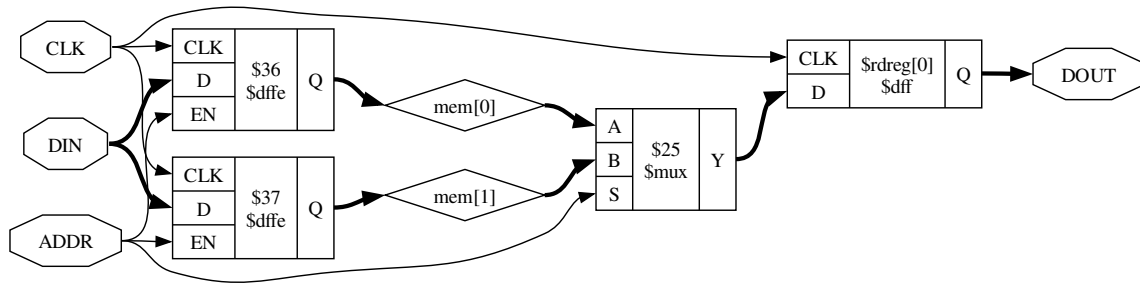 CLK
DIN
ADDR
CLK
D
EN
$36
$dffe
Q
CLK
D
EN
$37
$dffe
Q
mem[0]
mem[1]
A
B
S
$25
$mux
Y
CLK
D
$rdreg[0]
$dff
Q
DOUT